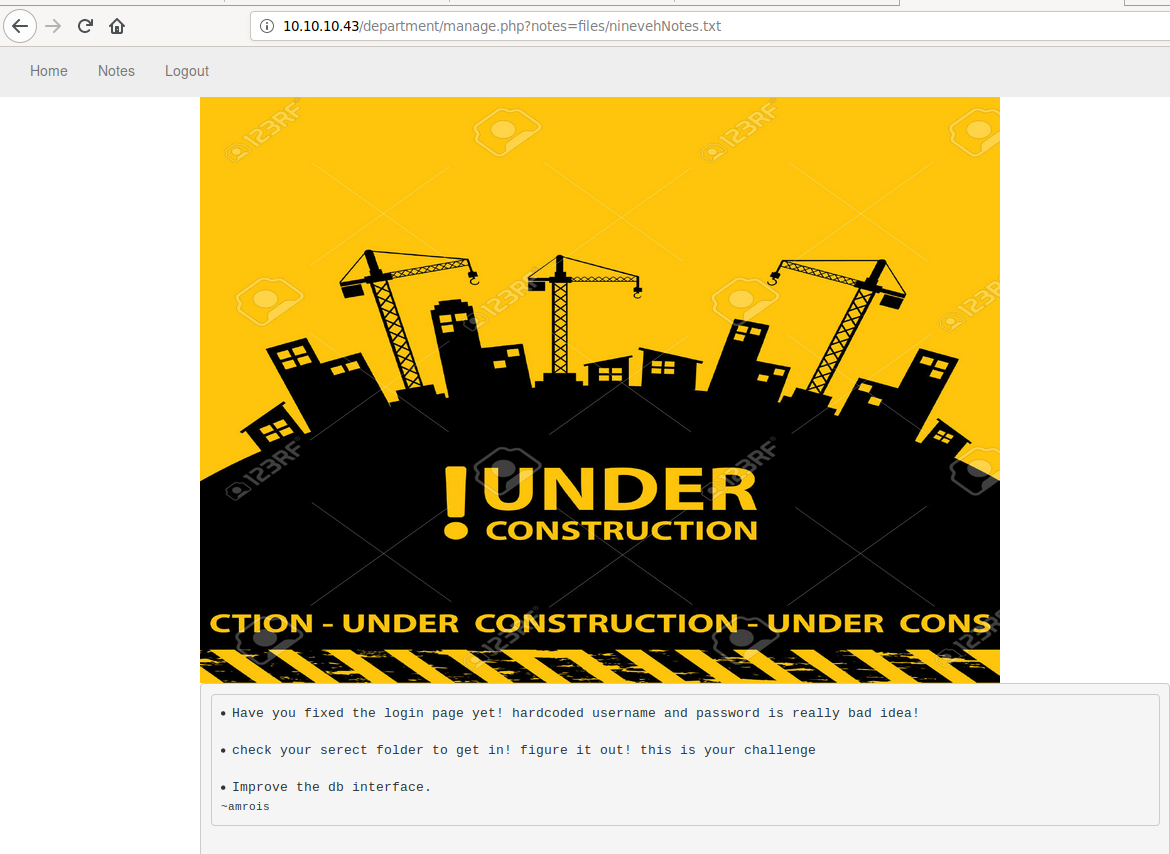 10.10.10.43/department/manage.php?notes=files/ninevehNotes.txt
Home Notes Logout
123RF 123RF
123RF 123RF
! UNDER
CONSTRUCTION
123RF 123RF
CTION - UNDER CONSTRUCTION - UNDER CONS
123RF 123RF
• Have you fixed the login page yet! hardcoded username and password is really bad idea!
• check your serect folder to get in! figure it out! this is your challenge
• Improve the db interface.
~amrois